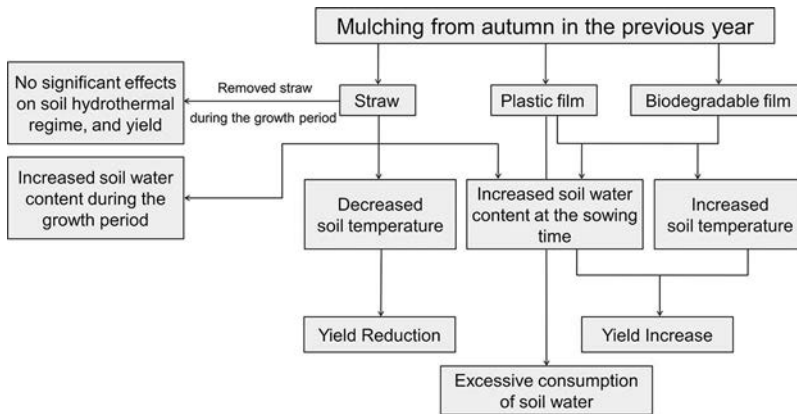 Mulching from autumn in the previous year
No significant effects
on soil hydrothermal
regime, and yield
Removed straw
during the growth period
Straw
Plastic film
Biodegradable film
Increased soil water
content during the
growth period
Decreased
soil temperature
Increased soil water
content at the sowing
time
Increased
soil temperature
Yield Reduction
Yield Increase
Excessive consumption
of soil water